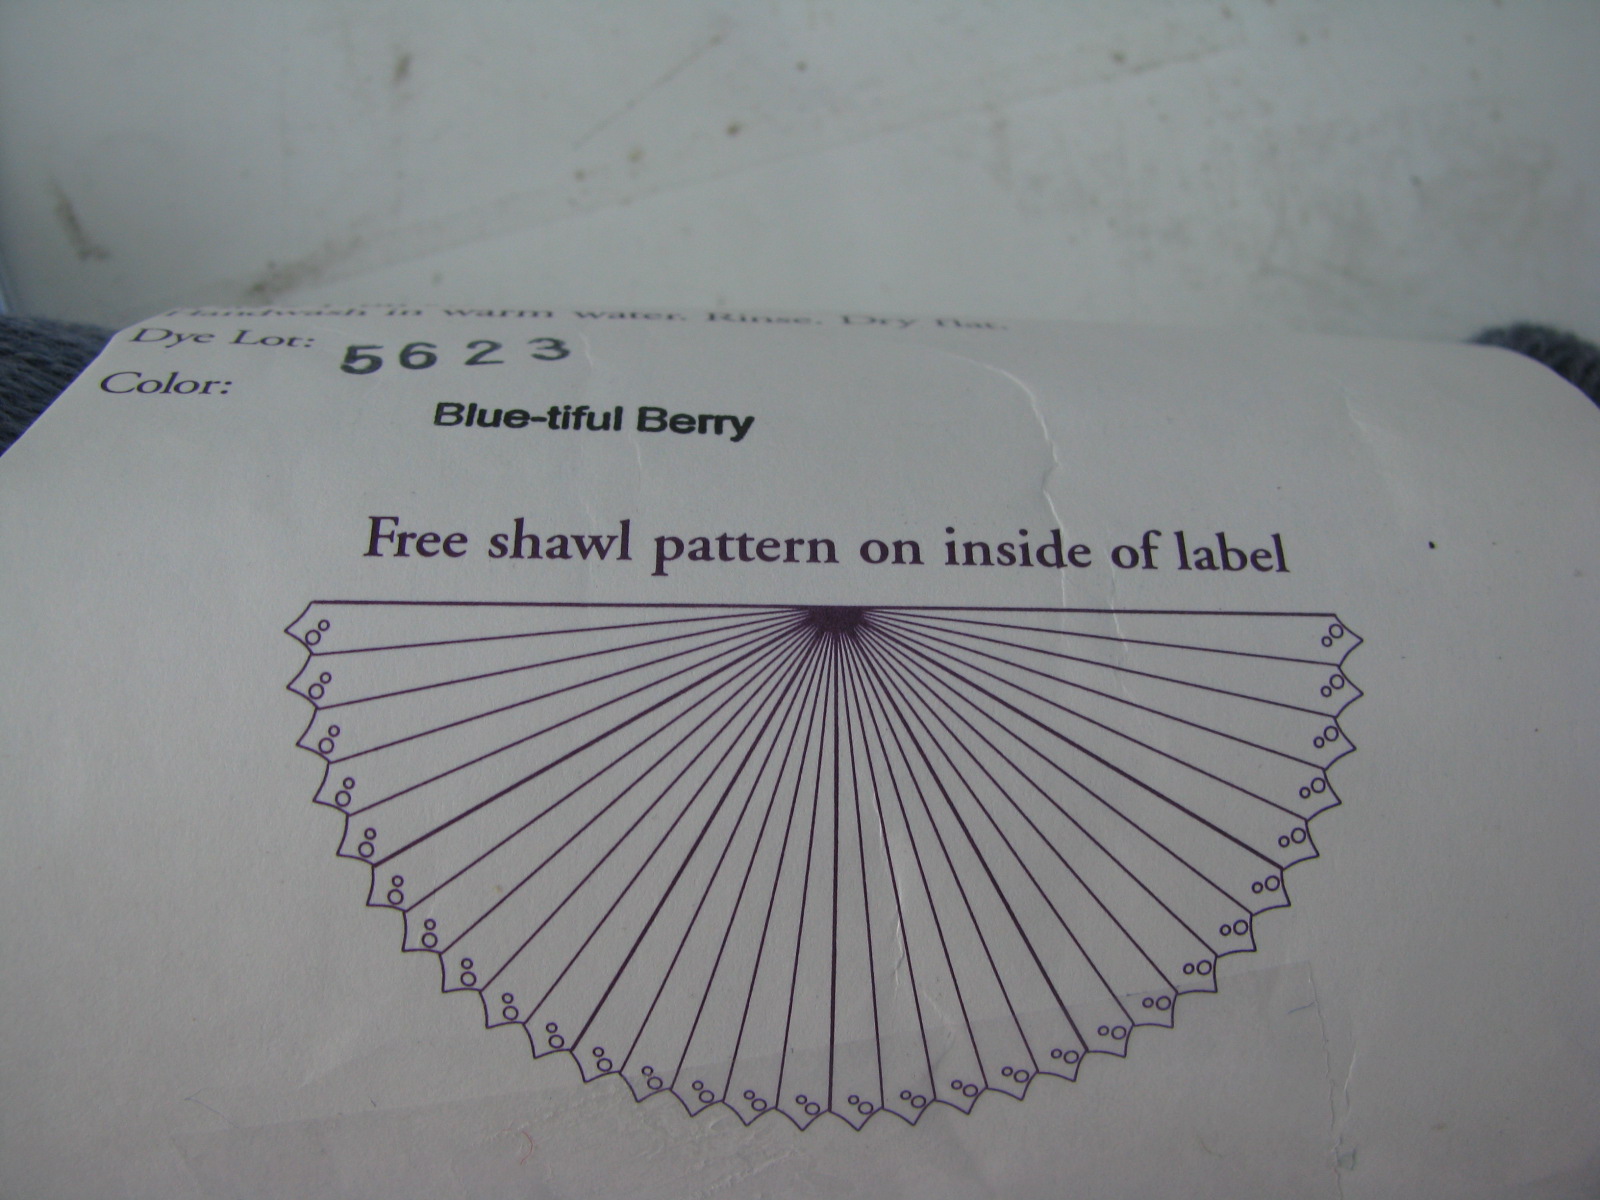 Handwash in warm water. Rinse. Dry flat.
Dye Lot: 5623
Color:
Blue-tiful Berry
Free shawl pattern on inside of label